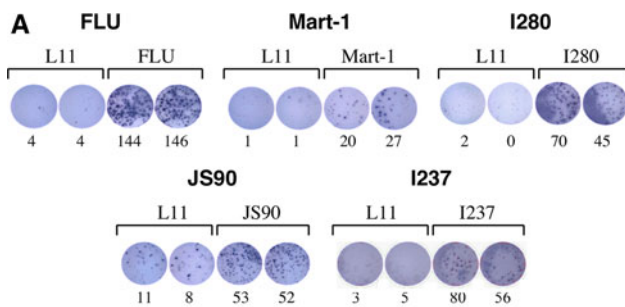 A
FLU Mart-1 I280
L11 FLU L11 Mart-1 L11 I280
4 4 144 146 1 1 20 27 2 0 70 45
JS90 I237
L11 JS90 L11 I237
11 8 53 52 3 5 80 56